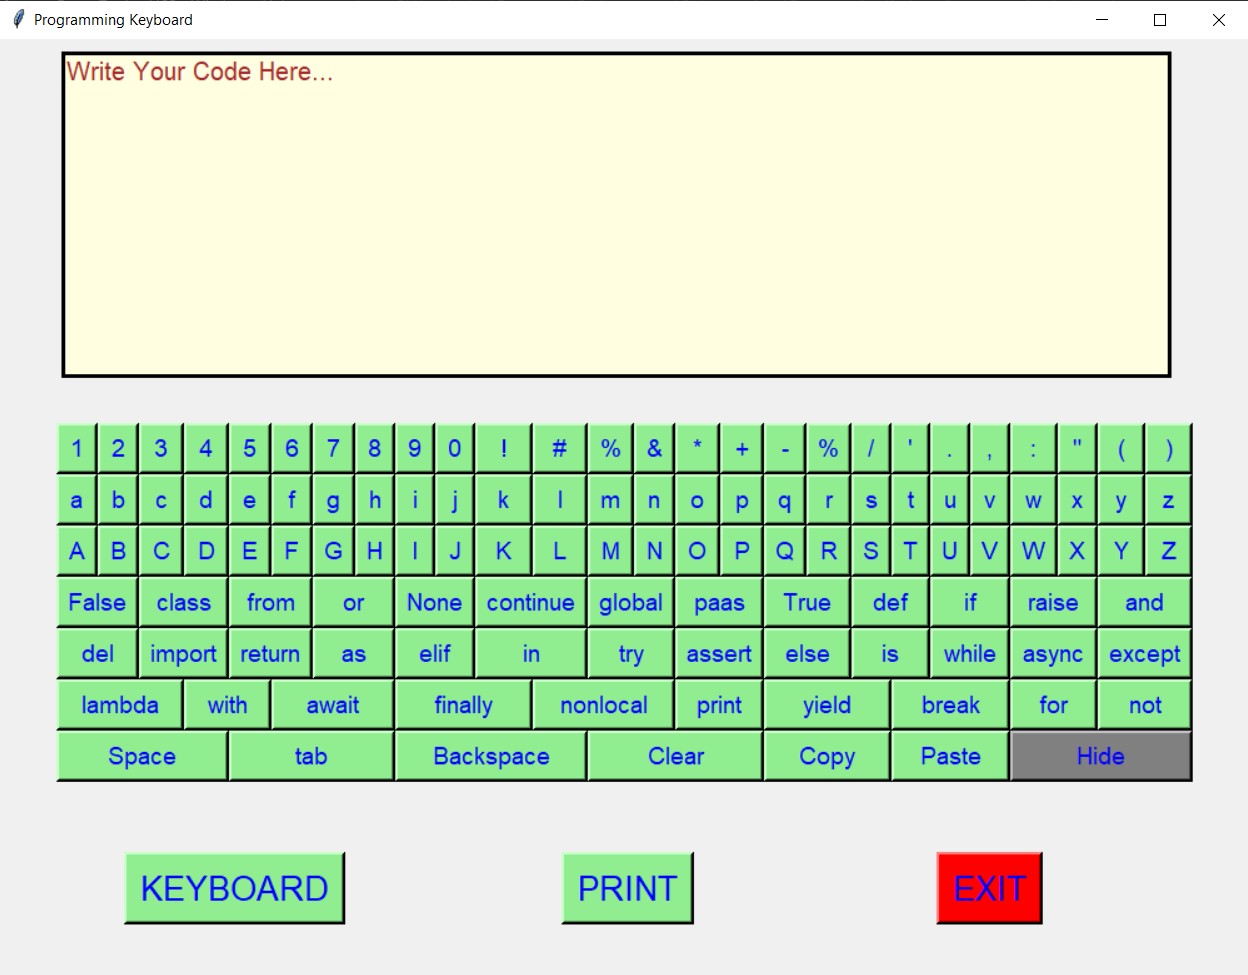 Programming Keyboard
Write Your Code Here...
1 2 3 4 5 6 7 8 9 0 ! # % & * + - % / ' . , : " ( )
a b c d e f g h i j k l m n o p q r s t u v w x y z
A B C D E F G H I J K L M N O P Q R S T U V W X Y Z
False class from or None continue global paas True def if raise and
del import return as elif in try assert else is while async except
lambda with await finally nonlocal print yield break for not
Space tab Backspace Clear Copy Paste Hide
KEYBOARD PRINT EXIT